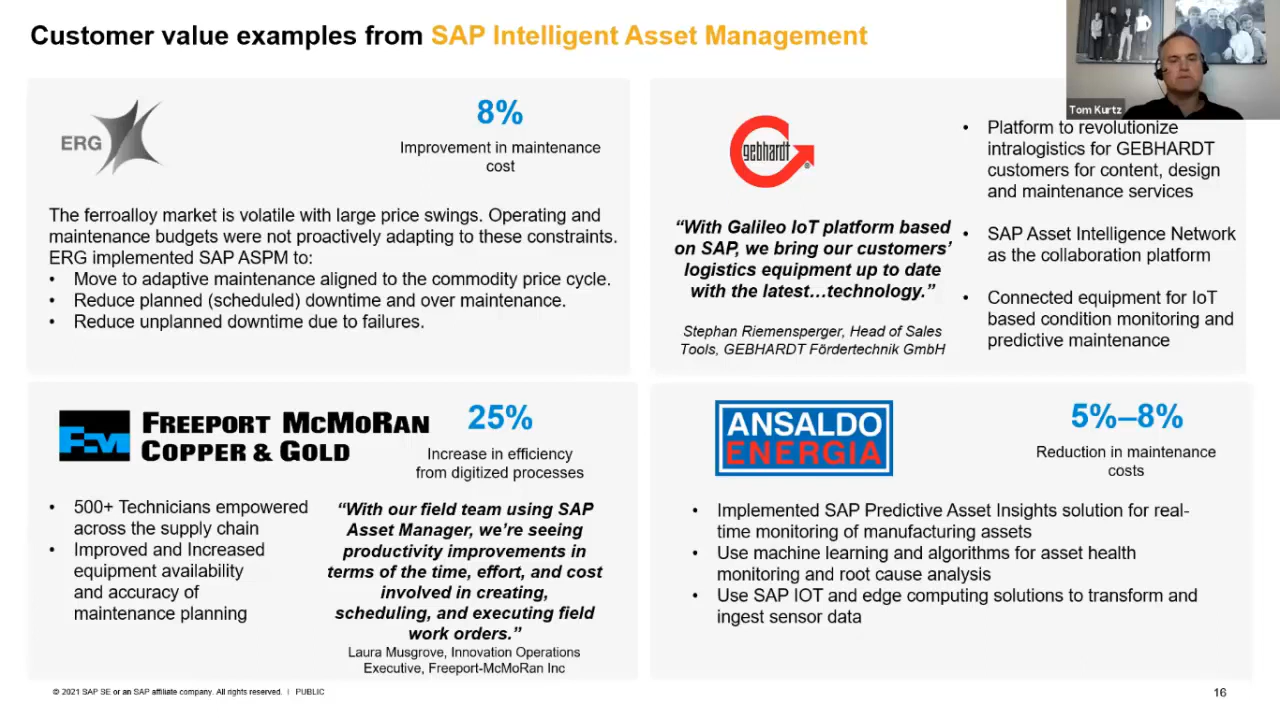 Customer value examples from SAP Intelligent Asset Management
Tom Kurtz
ERG
8%
Improvement in maintenance
cost
The ferroalloy market is volatile with large price swings. Operating and
maintenance budgets were not proactively adapting to these constraints.
ERG implemented SAP ASPM to:
• Move to adaptive maintenance aligned to the commodity price cycle.
• Reduce planned (scheduled) downtime and over maintenance.
• Reduce unplanned downtime due to failures.
gebhardt®
“With Galileo IoT platform based
on SAP, we bring our customers’
logistics equipment up to date
with the latest…technology.”
Stephan Riemensperger, Head of Sales
Tools, GEBHARDT Fördertechnik GmbH
• Platform to revolutionize
intralogistics for GEBHARDT
customers for content, design
and maintenance services
• SAP Asset Intelligence Network
as the collaboration platform
• Connected equipment for IoT
based condition monitoring and
predictive maintenance
FREEPORT MCMORAN
COPPER & GOLD
25%
Increase in efficiency
from digitized processes
• 500+ Technicians empowered
across the supply chain
• Improved and Increased
equipment availability
and accuracy of
maintenance planning
“With our field team using SAP
Asset Manager, we’re seeing
productivity improvements in
terms of the time, effort, and cost
involved in creating,
scheduling, and executing field
work orders.”
Laura Musgrove, Innovation Operations
Executive, Freeport-McMoRan Inc
ANSALDO
ENERGIA
5%–8%
Reduction in maintenance
costs
• Implemented SAP Predictive Asset Insights solution for real-
time monitoring of manufacturing assets
• Use machine learning and algorithms for asset health
monitoring and root cause analysis
• Use SAP IOT and edge computing solutions to transform and
ingest sensor data
© 2021 SAP SE or an SAP affiliate company. All rights reserved. | PUBLIC
16